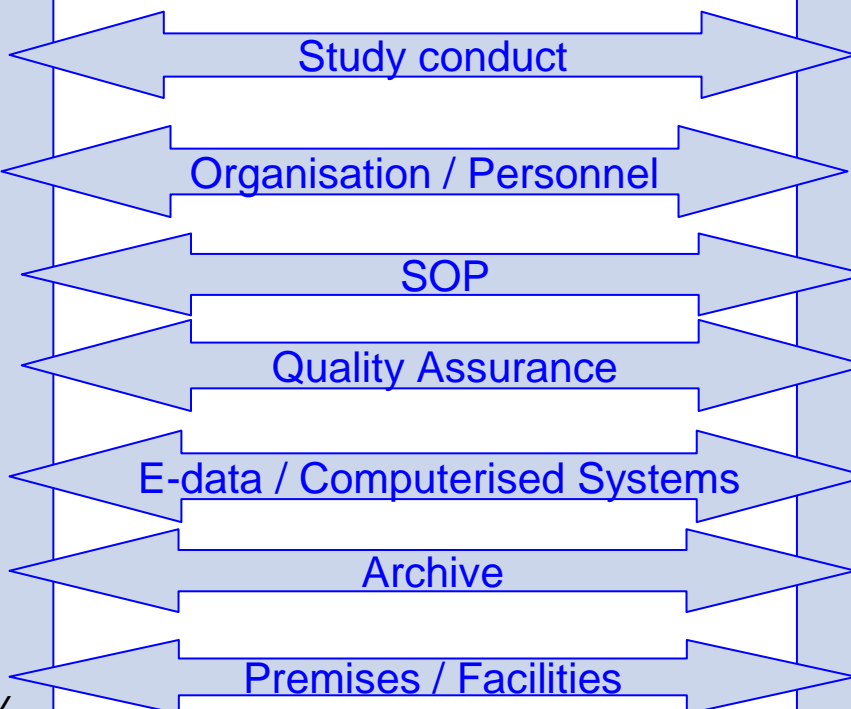 Study conduct
Organisation / Personnel
SOP
Quality Assurance
E-data / Computerised Systems
Archive
Premises / Facilities